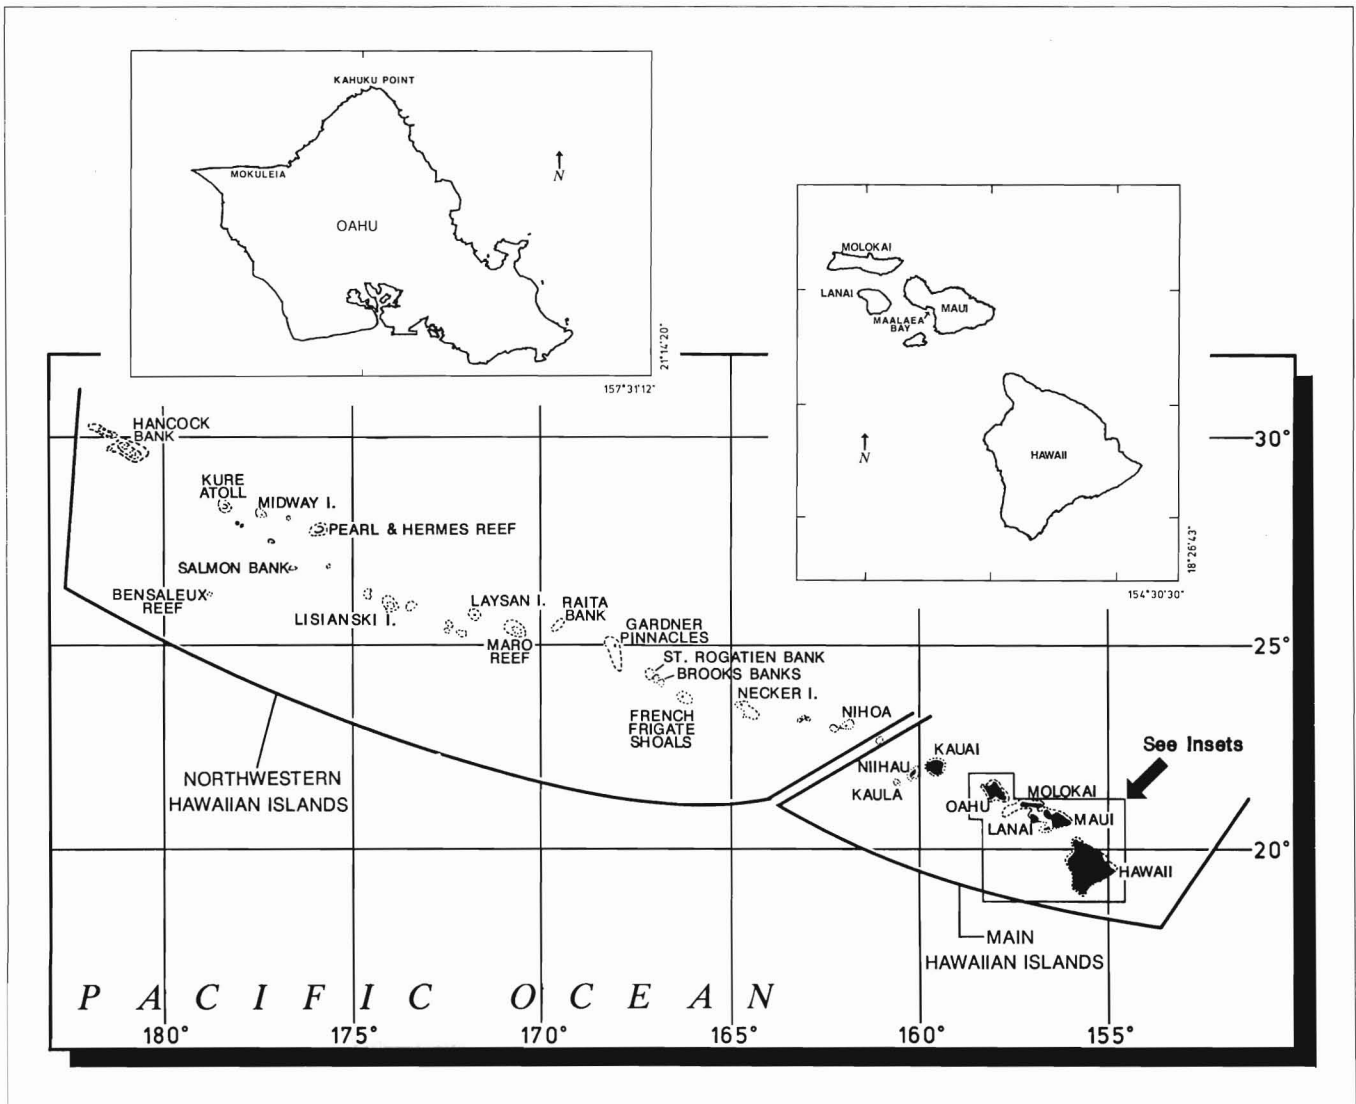 KAHUKU POINT
MOKULEIA
N
OAHU
21°14'20"
157°31'12"
MOLOKAI
LANAI
MAUI
MAALAEA
BAY
N
HAWAII
18°26'43"
154°30'30"
HANCOCK
BANK
30°
KURE
ATOLL
MIDWAY I.
PEARL & HERMES REEF
SALMON BANK
BENSALEUX
REEF
LISIANSKI I.
LAYSAN I.
RAITA
BANK
MARO
REEF
GARDNER
PINNACLES
25°
ST. ROGATIEN BANK
BROOKS BANKS
NECKER I.
FRENCH
FRIGATE
SHOALS
NIHOA
KAUAI
NIIHAU
KAULA
See Insets
OAHU
MOLOKAI
LANAI
MAUI
HAWAII
20°
NORTHWESTERN
HAWAIIAN ISLANDS
MAIN
HAWAIIAN ISLANDS
PACIFIC OCEAN
180° 175° 170° 165° 160° 155°